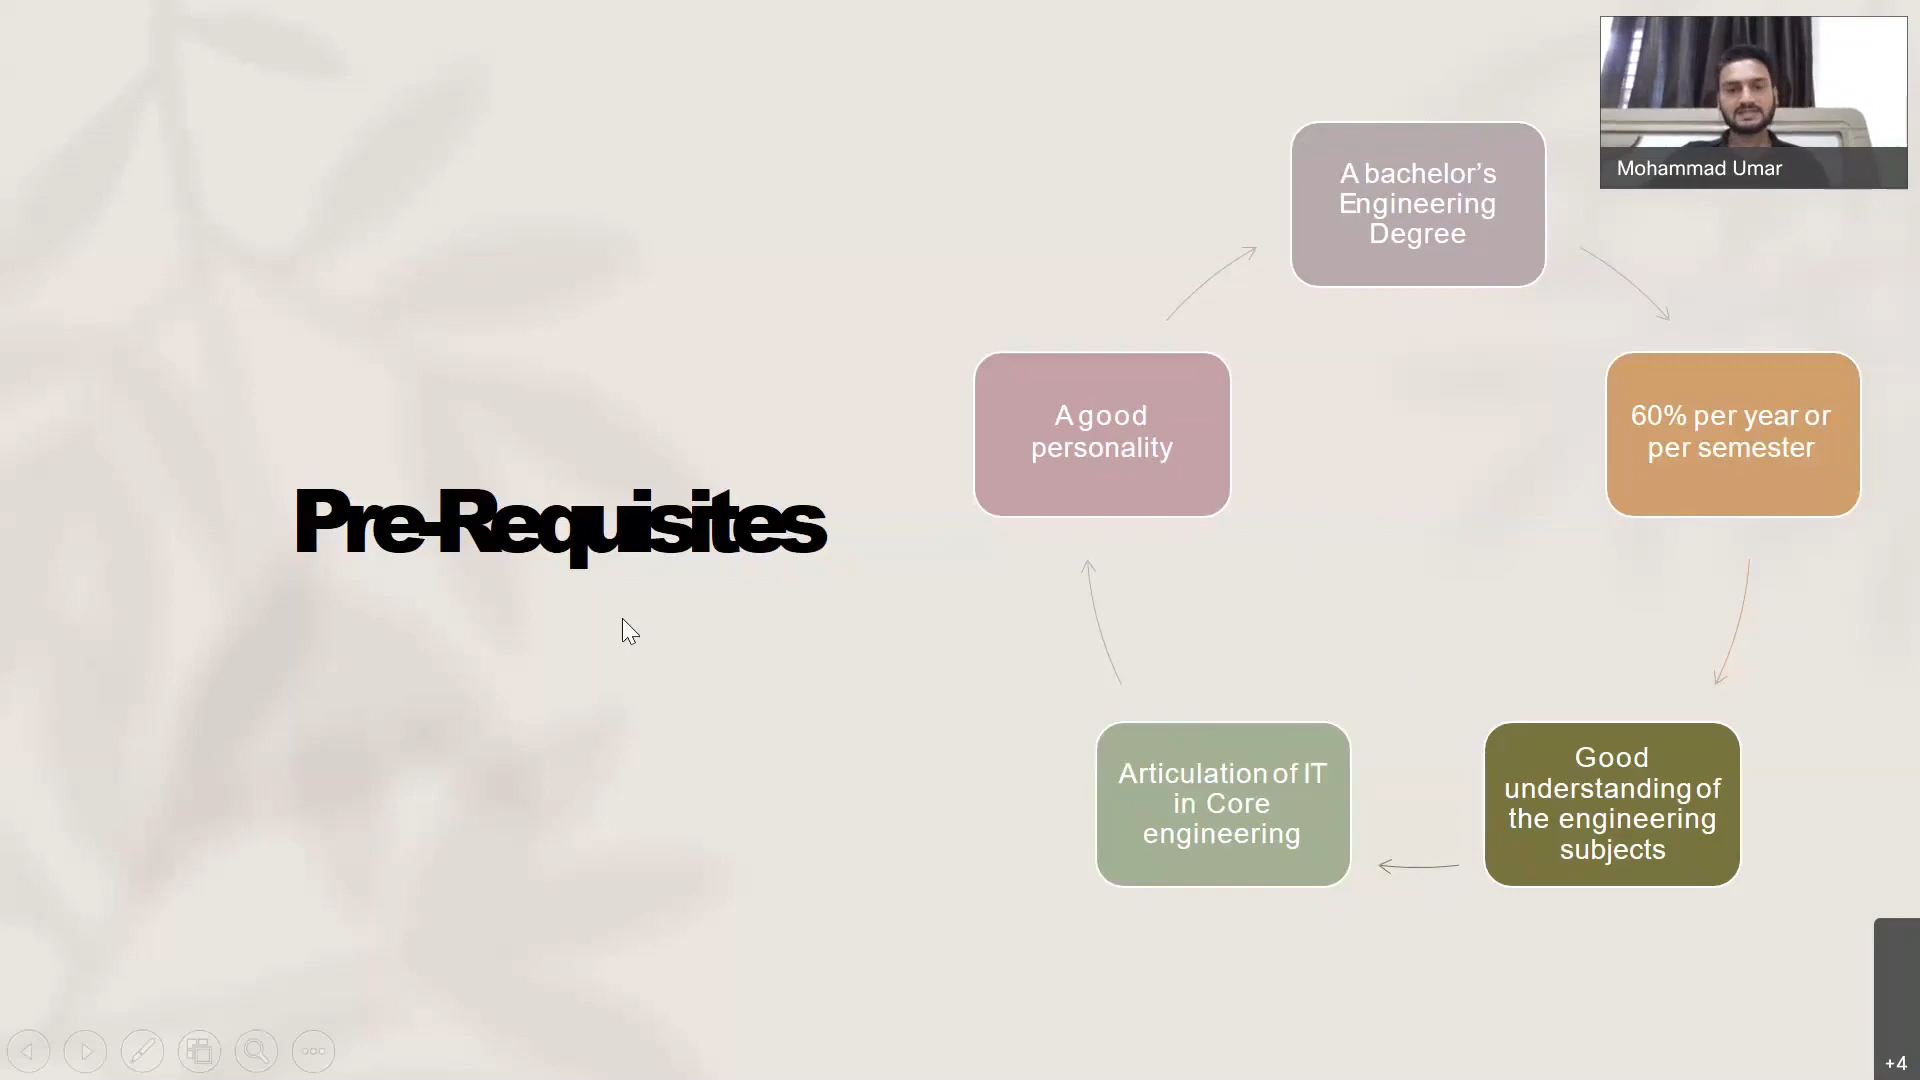 Mohammad Umar
A bachelor’s
Engineering
Degree
A good
personality
60% per year or
per semester
Pre-Requisites
Articulation of IT
in Core
engineering
Good
understanding of
the engineering
subjects
+4